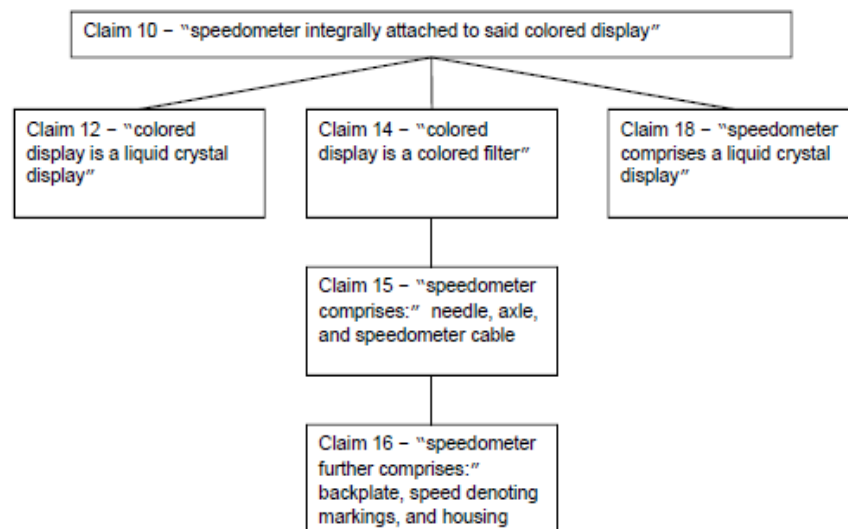 Claim 10 – "speedometer integrally attached to said colored display"
Claim 12 – "colored
display is a liquid crystal
display"
Claim 14 – "colored
display is a colored filter"
Claim 18 – "speedometer
comprises a liquid crystal
display"
Claim 15 – "speedometer
comprises:" needle, axle,
and speedometer cable
Claim 16 – "speedometer
further comprises:"
backplate, speed denoting
markings, and housing